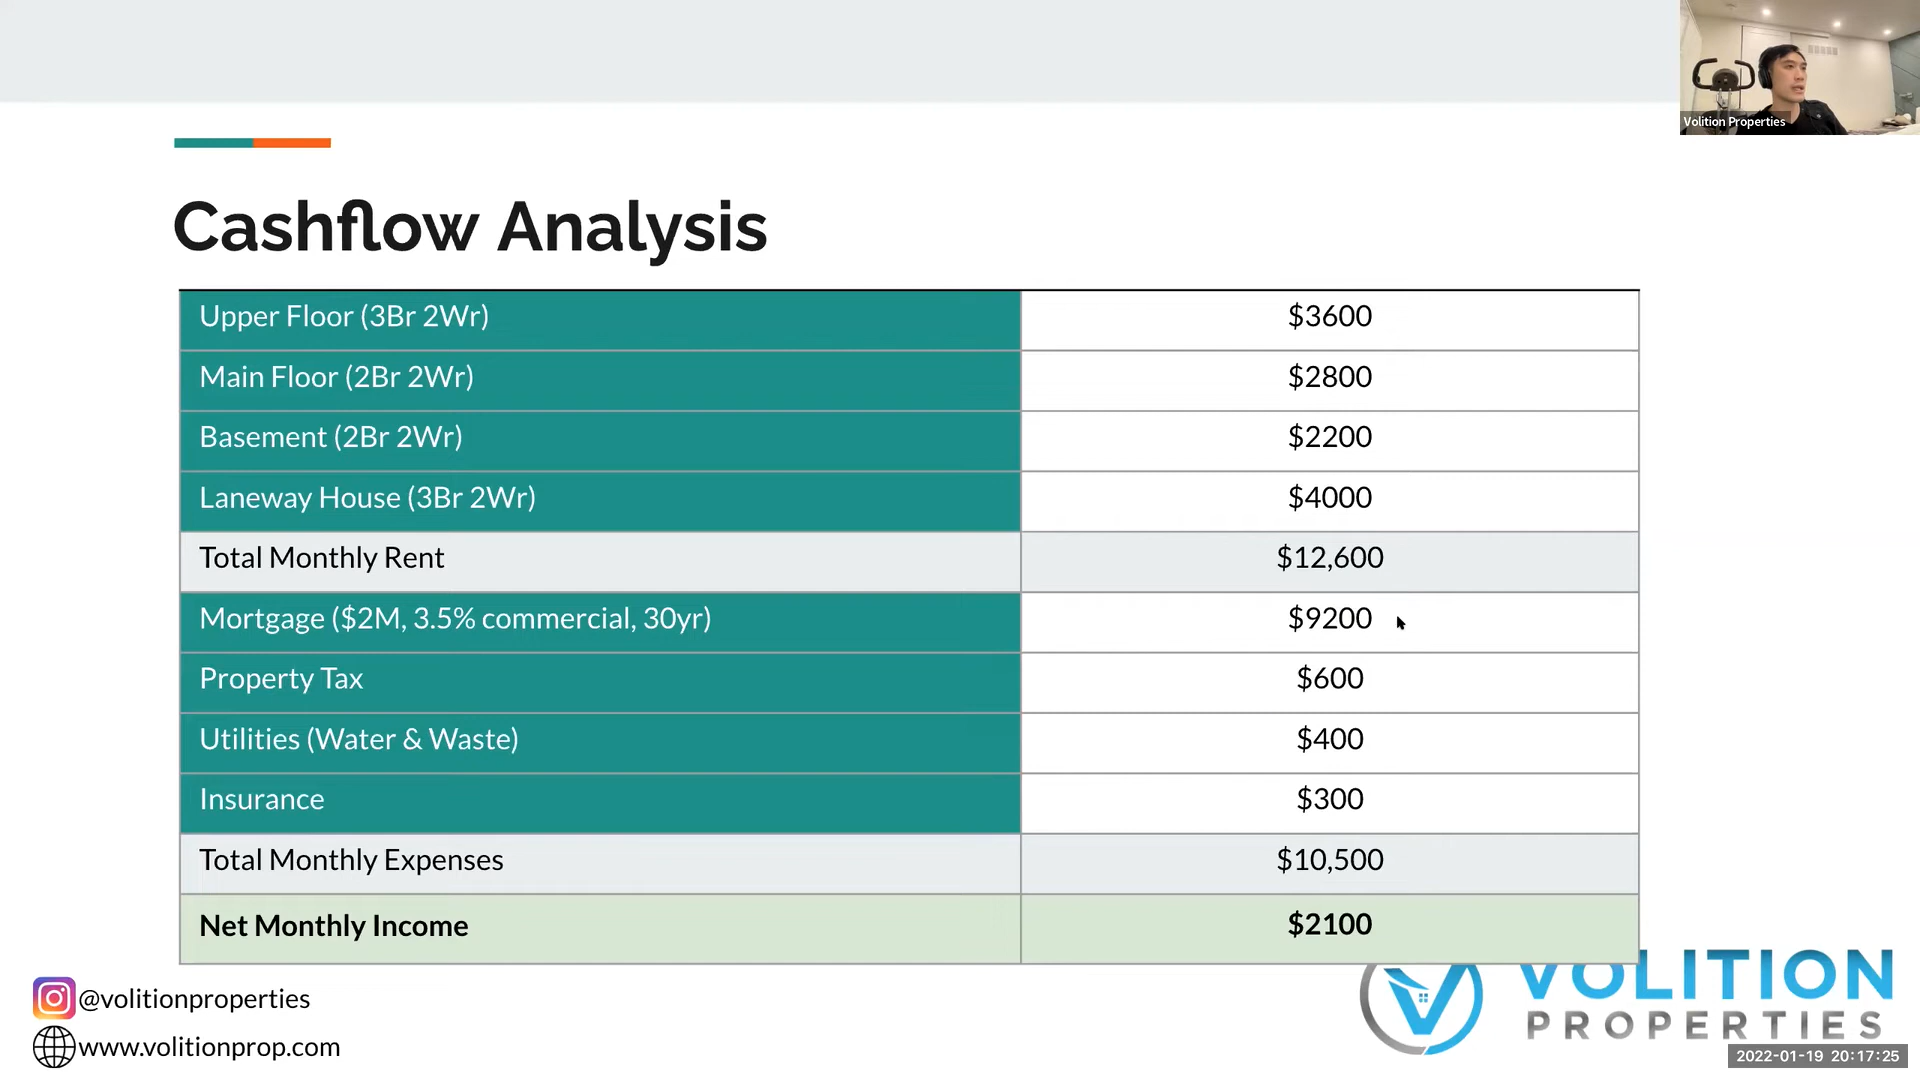 Volition Properties
Cashflow Analysis
Upper Floor (3Br 2Wr) $3600
Main Floor (2Br 2Wr) $2800
Basement (2Br 2Wr) $2200
Laneway House (3Br 2Wr) $4000
Total Monthly Rent $12,600
Mortgage ($2M, 3.5% commercial, 30yr) $9200
Property Tax $600
Utilities (Water & Waste) $400
Insurance $300
Total Monthly Expenses $10,500
Net Monthly Income $2100
@volitionproperties
www.volitionprop.com
VOLITION
PROPERTIES
2022-01-19 20:17:25